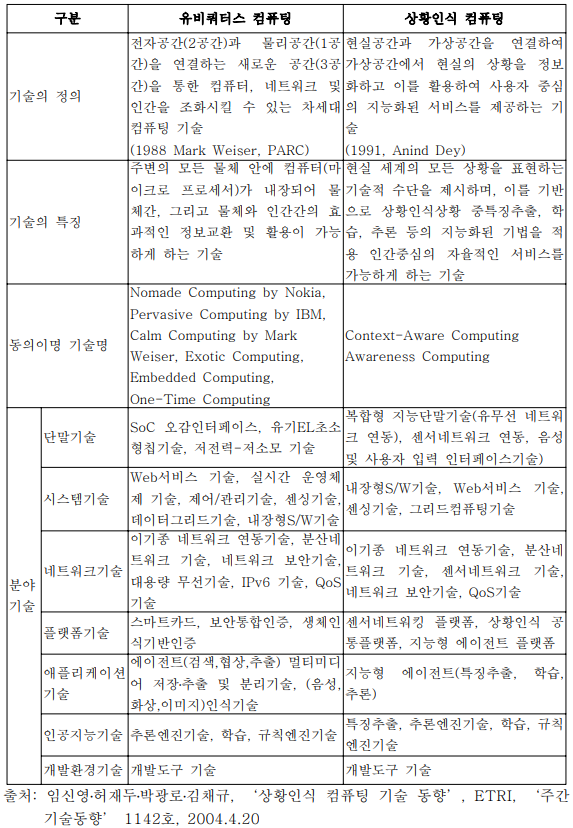 구분 유비쿼터스 컴퓨팅 상황인식 컴퓨팅
기술의 정의
전자공간(2공간)과 물리공간(1공
간)을 연결하는 새로운 공간(3공
간)을 통한 컴퓨터, 네트워크 및
인간을 조화시킬 수 있는 차세대
컴퓨팅 기술
(1988 Mark Weiser, PARC)
현실공간과 가상공간을 연결하여
가상공간에서 현실의 상황을 정보
화하고 이를 활용하여 사용자 중심
의 지능화된 서비스를 제공하는 기
술
(1991, Anind Dey)
기술의 특징
주변의 모든 물체 안에 컴퓨터(마
이크로 프로세서)가 내장되어 물
체간, 그리고 물체와 인간간의 효
과적인 정보교환 및 활용이 가능
하게 하는 기술
현실 세계의 모든 상황을 표현하는
기술적 수단을 제시하며, 이를 기반
으로 상황인식상황 중특징추출, 학
습, 추론 등의 지능화된 기법을 적
용 인간중심의 자율적인 서비스를
가능하게 하는 기술
동의이명 기술명
Nomade Computing by Nokia,
Pervasive Computing by IBM,
Calm Computing by Mark
Weiser, Exotic Computing,
Embedded Computing,
One-Time Computing
Context-Aware Computing
Awareness Computing
분야
기술
단말기술
SoC 오감인터페이스, 유기EL초소
형칩기술, 저전력-저소모 기술
복합형 지능단말기술(유무선 네트워
크 연동), 센서네트워크 연동, 음성
및 사용자 입력 인터페이스기술)
시스템기술
Web서비스 기술, 실시간 운영체
제 기술, 제어/관리기술, 센싱기술,
데이터그리드기술, 내장형S/W기술
내장형S/W기술, Web서비스 기술,
센싱기술, 그리드컴퓨팅기술
네트워크기술
이기종 네트워크 연동기술, 분산네
트워크 기술, 네트워크 보안기술,
대용량 무선기술, IPv6 기술, QoS
기술
이기종 네트워크 연동기술, 분산네
트워크 기술, 센서네트워크 기술,
네트워크 보안기술, QoS기술
플랫폼기술
스마트카드, 보안통합인증, 생체인
식기반인증
센서네트워킹 플랫폼, 상황인식 공
통플랫폼, 지능형 에이전트 플랫폼
애플리케이션
기술
에이전트(검색,협상,추출) 멀티미디
어 저장·추출 및 분리기술, (음성,
화상,이미지)인식기술
지능형 에이전트(특징추출, 학습,
추론)
인공지능기술
추론엔진기술, 학습, 규칙엔진기술
특징추출, 추론엔진기술, 학습, 규칙
엔진기술
개발환경기술 개발도구 기술 개발도구 기술
출처: 임신영·허재두·박광로·김채규, ‘상황인식 컴퓨팅 기술 동향’, ETRI, ‘주간
기술동향’ 1142호, 2004.4.20